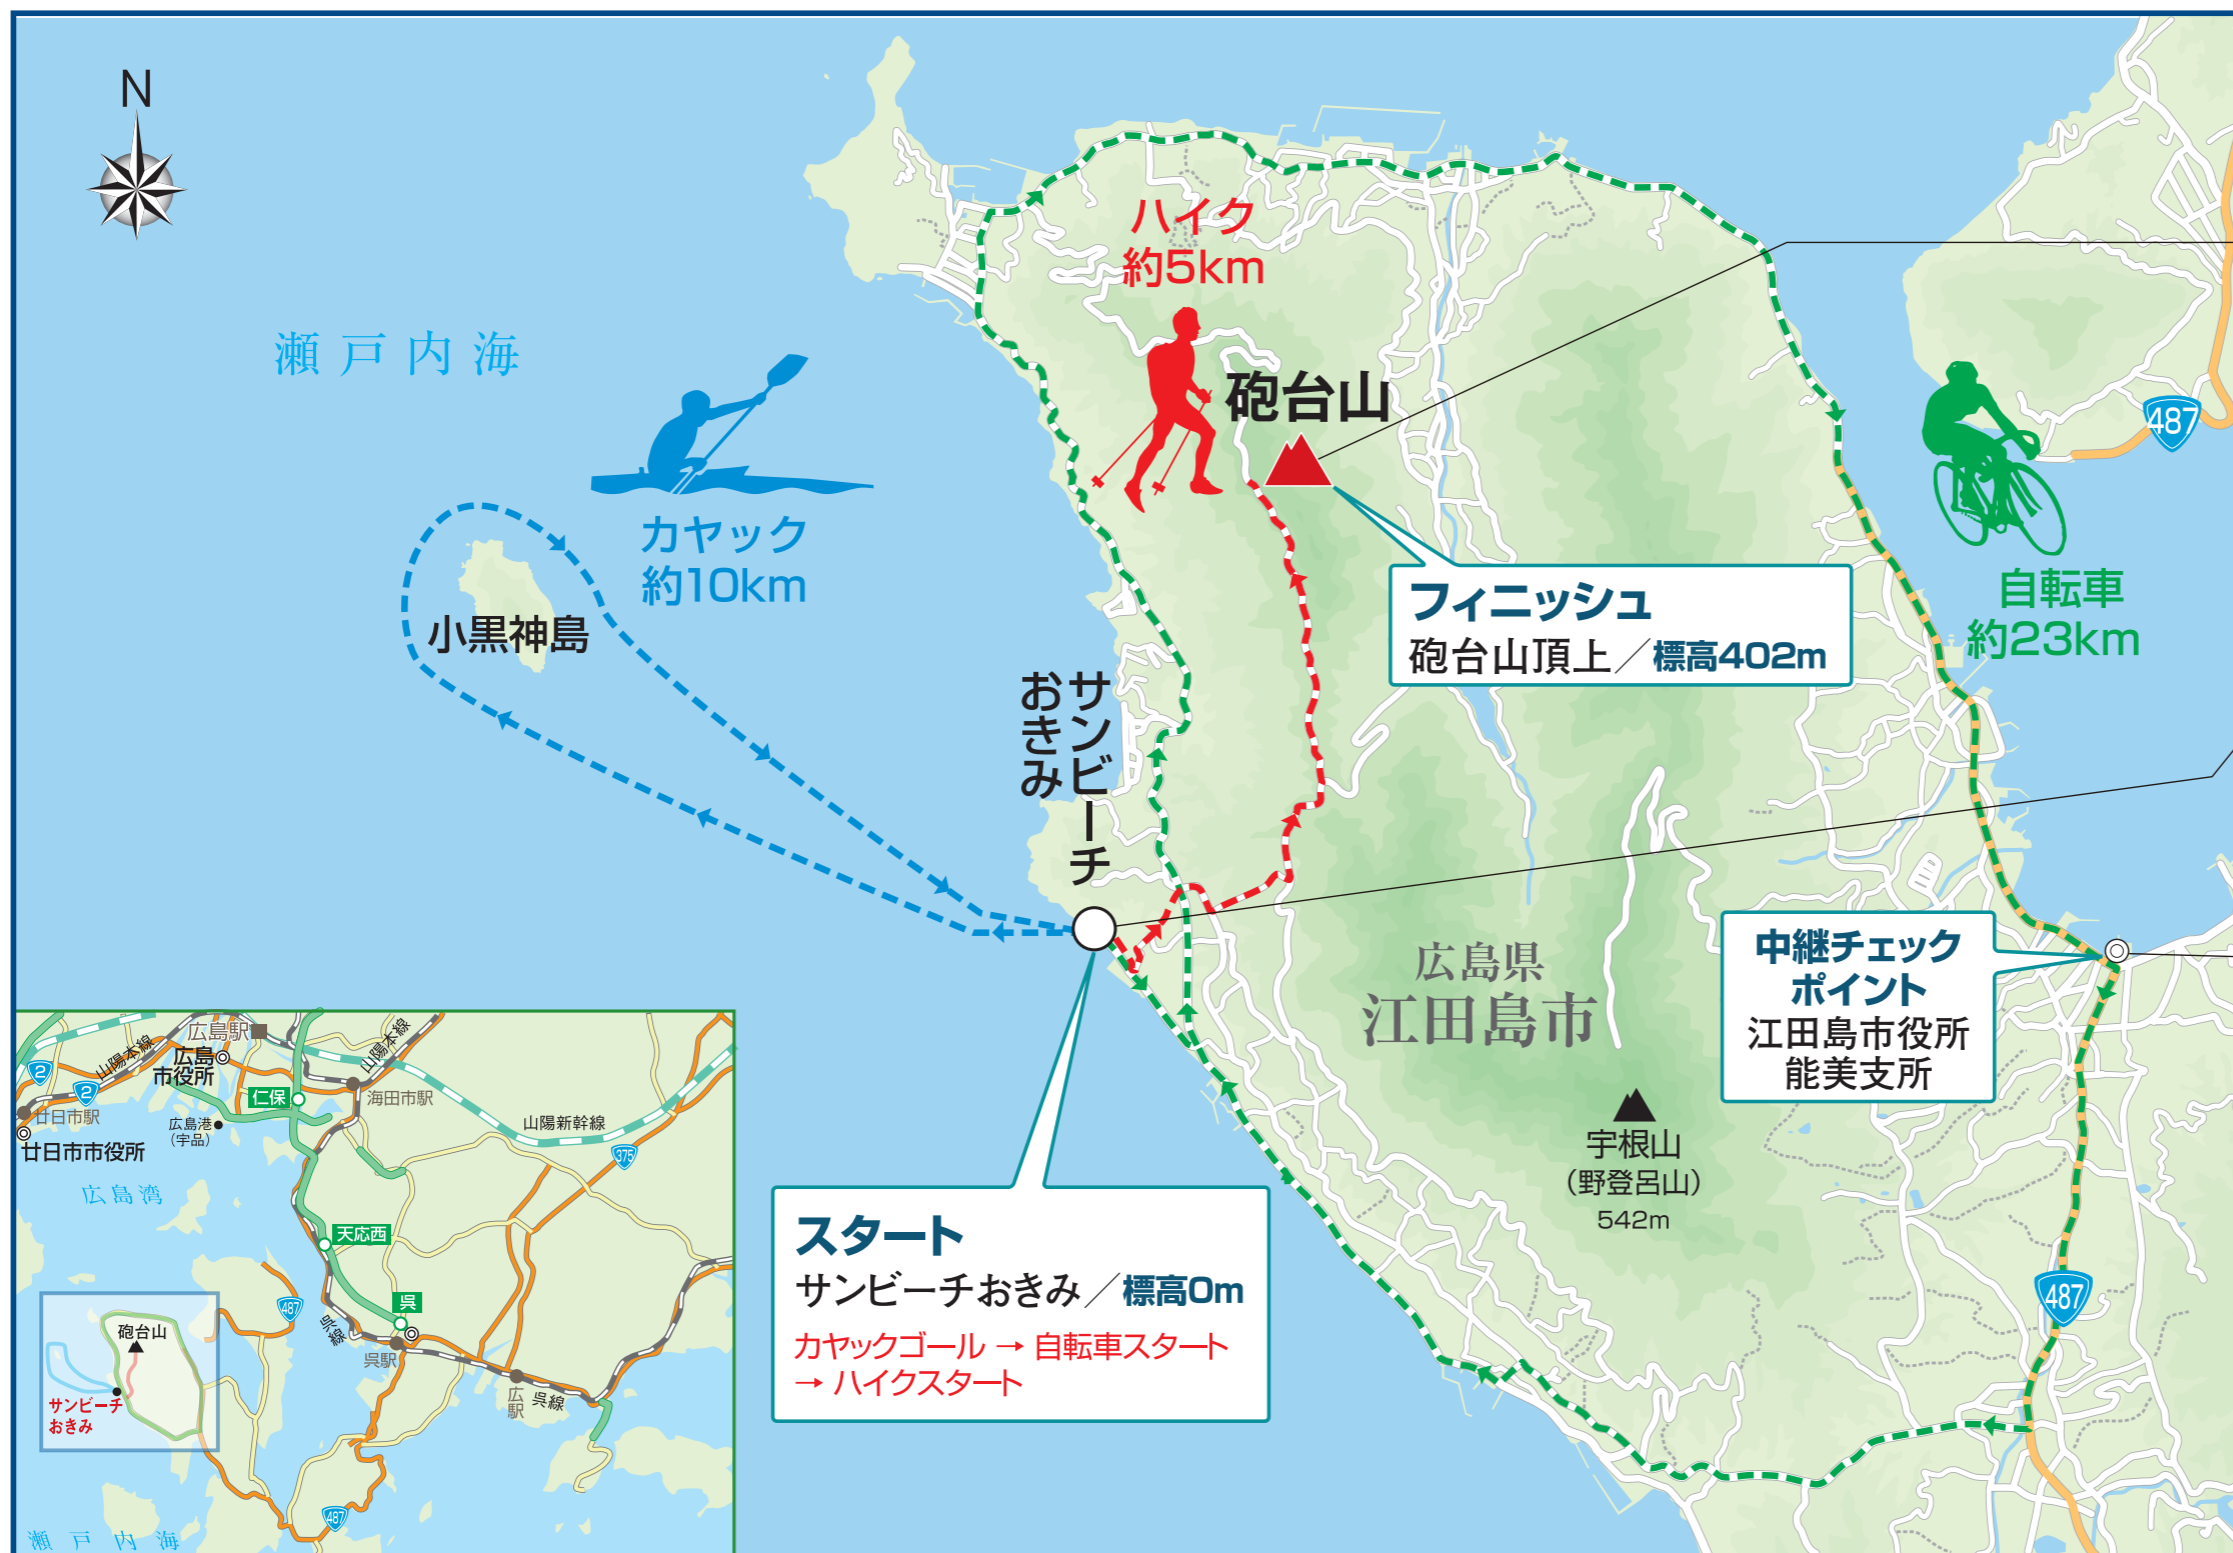 N
瀬戸内海
カヤック
約10km
小黒神島
ハイク
約5km
砲台山
487
自転車
約23km
フィニッシュ
砲台山頂上／標高402m
サンビーチ
おきみ
広島県
江田島市
中継チェック
ポイント
江田島市役所
能美支所
宇根山
（野登呂山）
542m
487
スタート
サンビーチおきみ／標高0m
カヤックゴール → 自転車スタート
→ ハイクスタート
広島駅
山陽本線
山陽本線
広島
市役所
2
2
仁保
海田市駅
廿日市駅
広島港
（宇品）
廿日市市役所
山陽新幹線
375
広島湾
天応西
487
呉
呉線
呉駅
広駅
呉線
砲台山
サンビーチ
おきみ
487
瀬戸内海